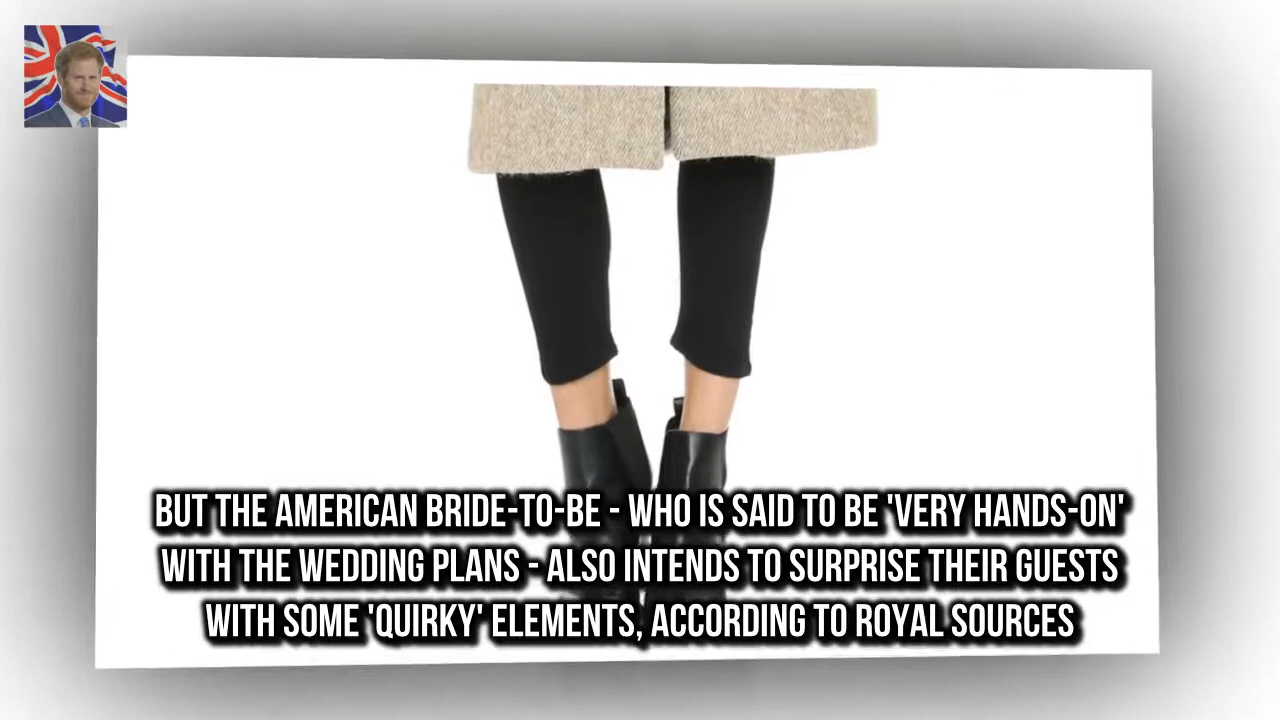 BUT THE AMERICAN BRIDE-TO-BE - WHO IS SAID TO BE 'VERY HANDS-ON'
WITH THE WEDDING PLANS - ALSO INTENDS TO SURPRISE THEIR GUESTS
WITH SOME 'QUIRKY' ELEMENTS, ACCORDING TO ROYAL SOURCES